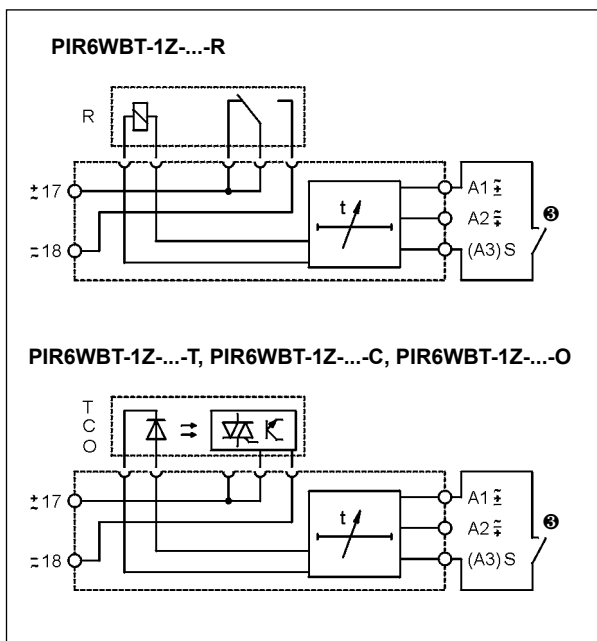 PIR6WBT-1Z-...-R
R
t
A1 ±
± 17
A2 ∓
❸
(A3) S
≂ 18
PIR6WBT-1Z-...-T, PIR6WBT-1Z-...-C, PIR6WBT-1Z-...-O
T
C
O
t
A1 ±
± 17
A2 ∓
❸
(A3) S
≂ 18